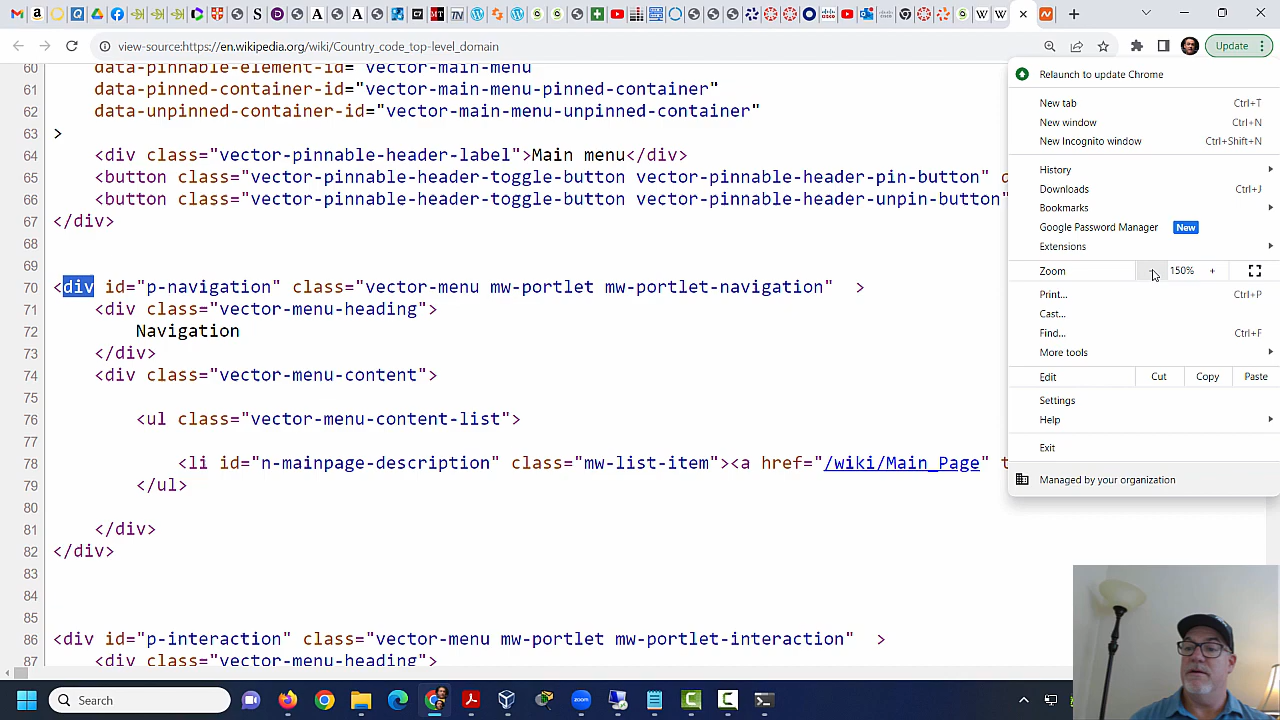 view-source:https://en.wikipedia.org/wiki/Country_code_top-level_domain
Update
60 data-pinnable-element-id="vector-main-menu
61 data-pinned-container-id="vector-main-menu-pinned-container"
62 data-unpinned-container-id="vector-main-menu-unpinned-container"
63 >
64 <div class="vector-pinnable-header-label">Main menu</div>
65 <button class="vector-pinnable-header-toggle-button vector-pinnable-header-pin-button" d
66 <button class="vector-pinnable-header-toggle-button vector-pinnable-header-unpin-button"
67 </div>
68
69
70 <div id="p-navigation" class="vector-menu mw-portlet mw-portlet-navigation"  >
71 <div class="vector-menu-heading">
72 Navigation
73 </div>
74 <div class="vector-menu-content">
75
76 <ul class="vector-menu-content-list">
77
78 <li id="n-mainpage-description" class="mw-list-item"><a href="/wiki/Main_Page" t
79 </ul>
80
81 </div>
82 </div>
83
84
85
86 <div id="p-interaction" class="vector-menu mw-portlet mw-portlet-interaction"  >
87 <div class="vector-menu-heading">
Relaunch to update Chrome
New tab Ctrl+T
New window Ctrl+N
New Incognito window Ctrl+Shift+N
History
Downloads Ctrl+J
Bookmarks
Google Password Manager New
Extensions
Zoom - 150% +
Print... Ctrl+P
Cast...
Find... Ctrl+F
More tools
Edit Cut Copy Paste
Settings
Help
Exit
Managed by your organization
Search